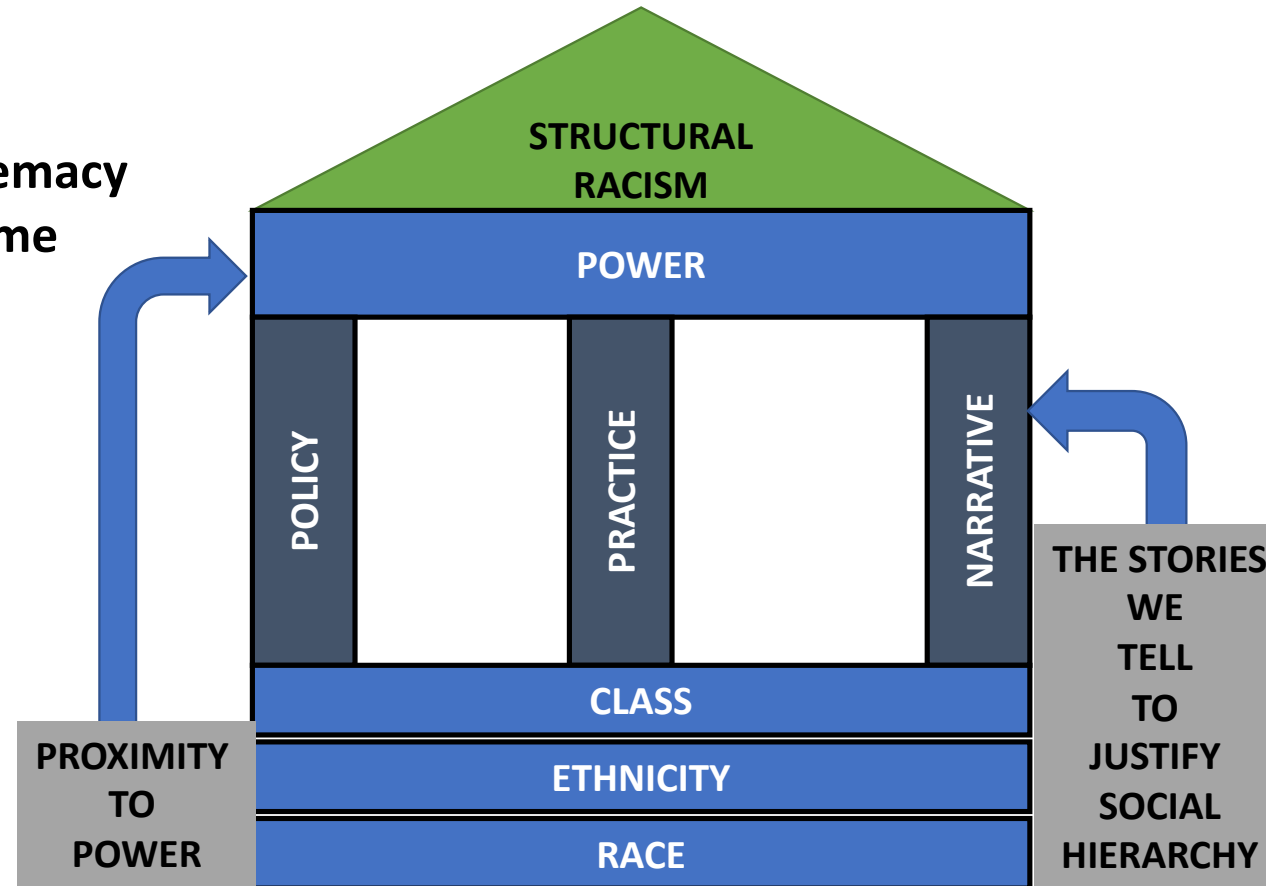 emacy
me
STRUCTURAL
RACISM
POWER
POLICY
PRACTICE
NARRATIVE
CLASS
ETHNICITY
RACE
PROXIMITY
TO
POWER
THE STORIES
WE
TELL
TO
JUSTIFY
SOCIAL
HIERARCHY